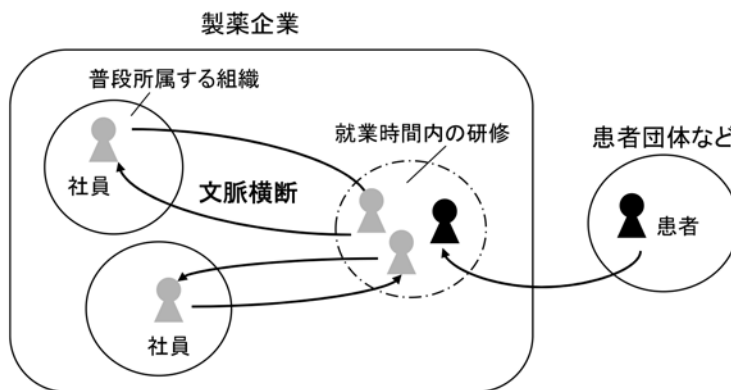 製薬企業
普段所属する組織
就業時間内の研修
患者団体など
社員
文脈横断
患者
社員